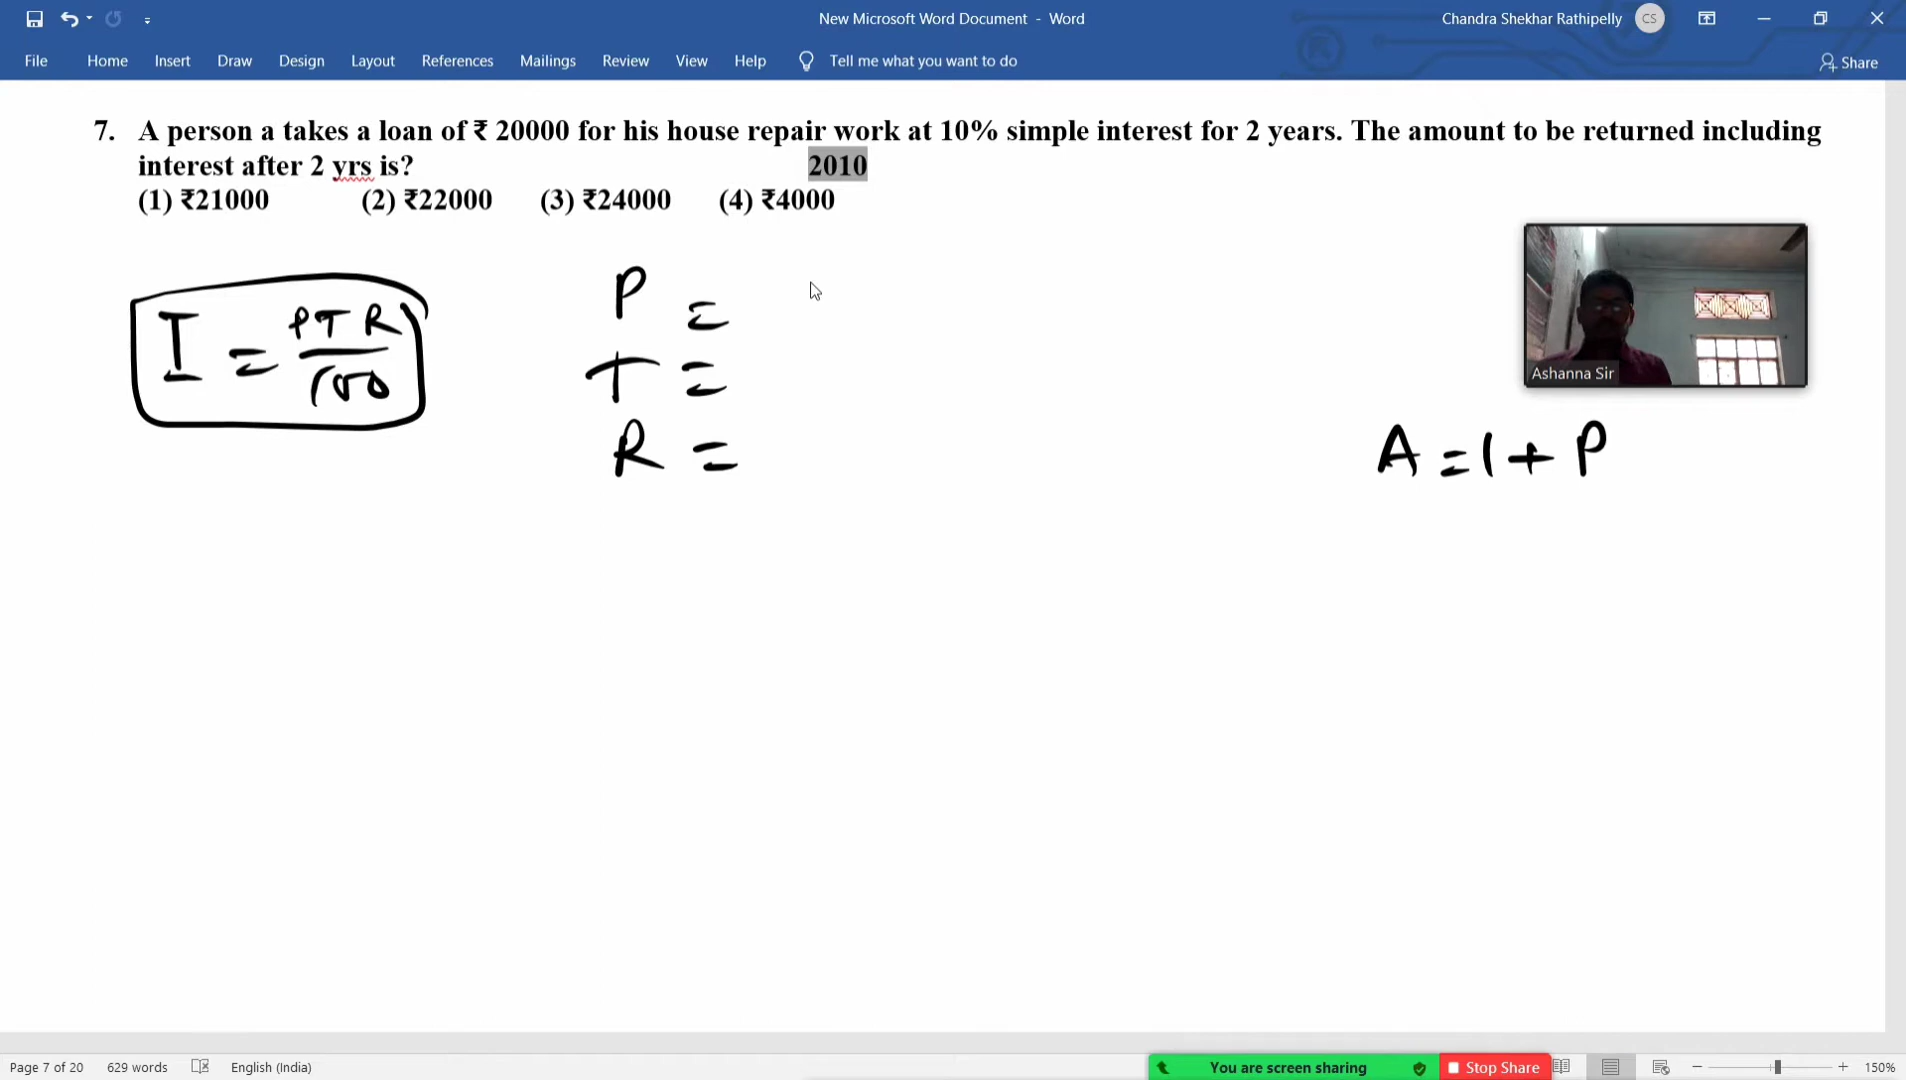 New Microsoft Word Document - Word
Chandra Shekhar Rathipelly CS
File Home Insert Draw Design Layout References Mailings Review View Help Tell me what you want to do Share
7. A person a takes a loan of ₹ 20000 for his house repair work at 10% simple interest for 2 years. The amount to be returned including
interest after 2 yrs is? 2010
(1) ₹21000 (2) ₹22000 (3) ₹24000 (4) ₹4000
I = PTR/100
P =
T =
R =
Ashanna Sir
A = I + P
Page 7 of 20 629 words English (India) You are screen sharing Stop Share 150%